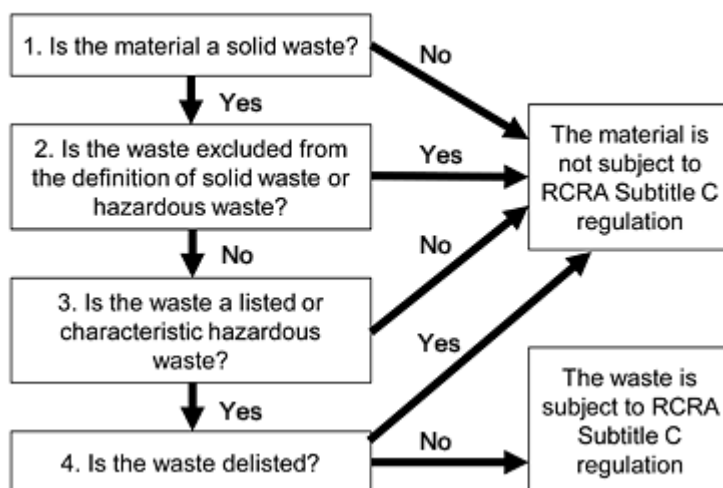 1. Is the material a solid waste?
No
Yes
2. Is the waste excluded from
the definition of solid waste or
hazardous waste?
Yes
The material is
not subject to
RCRA Subtitle C
regulation
No
No
3. Is the waste a listed or
characteristic hazardous
waste?
Yes
Yes
4. Is the waste delisted?
No
The waste is
subject to RCRA
Subtitle C
regulation